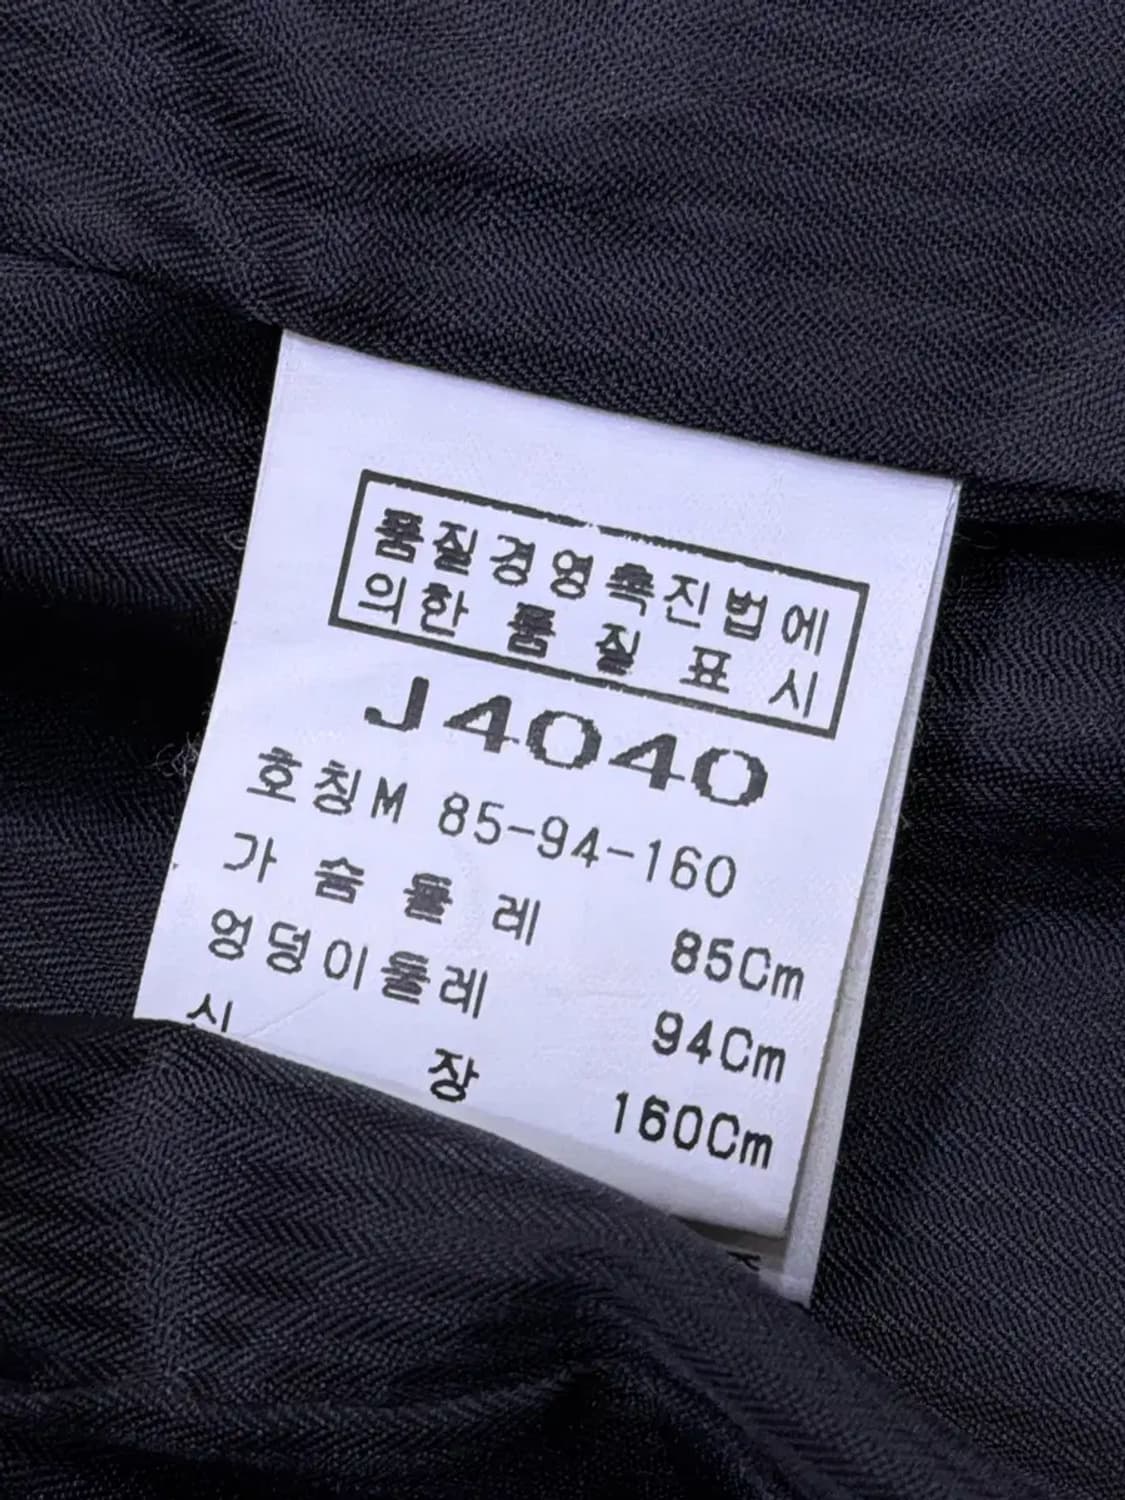 품질경영촉진법에
의한 품 질 표 시
J4040
호칭M 85-94-160
가 슴 둘 레 85Cm
엉덩이둘레 94Cm
신 장 160Cm